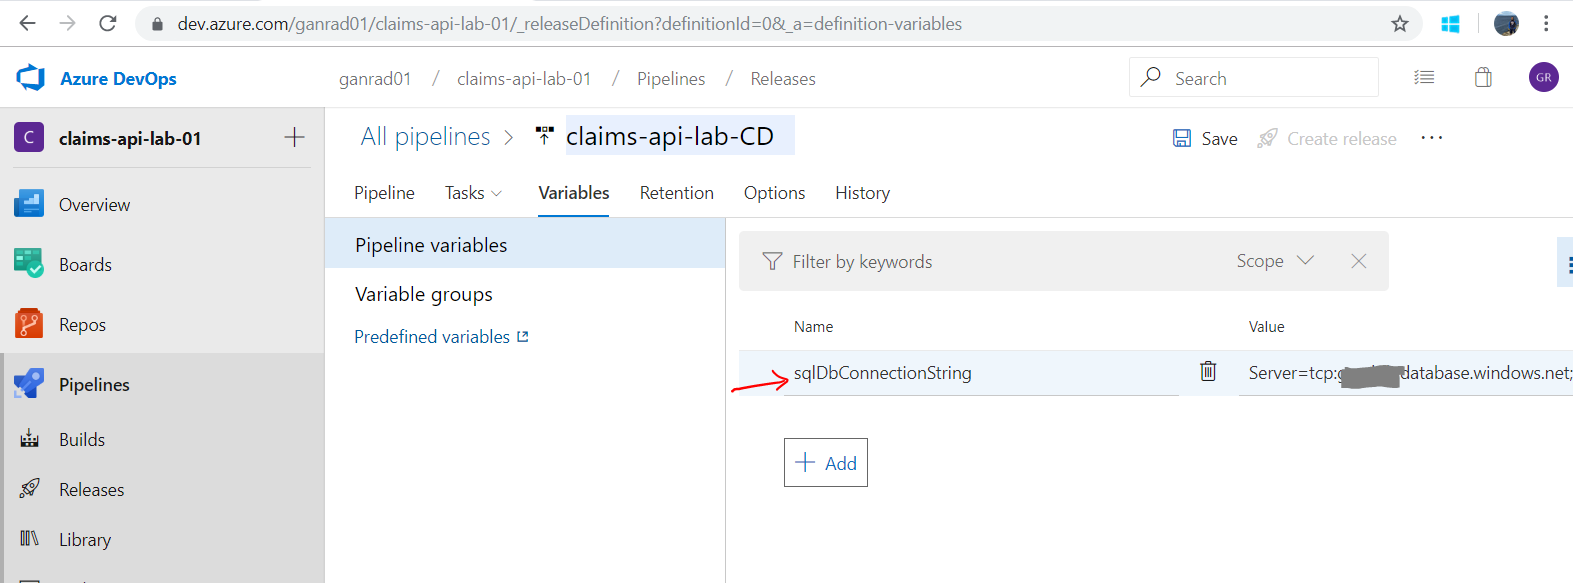 dev.azure.com/ganrad01/claims-api-lab-01/_releaseDefinition?definitionId=0&_a=definition-variables
Azure DevOps
ganrad01 / claims-api-lab-01 / Pipelines / Releases
Search
GR
C claims-api-lab-01
All pipelines > claims-api-lab-CD
Save Create release ...
Overview
Boards
Repos
Pipelines
Builds
Releases
Library
Pipeline Tasks Variables Retention Options History
Pipeline variables
Variable groups
Predefined variables
Filter by keywords Scope
Name Value
sqlDbConnectionString Server=tcp: database.windows.net;
+ Add